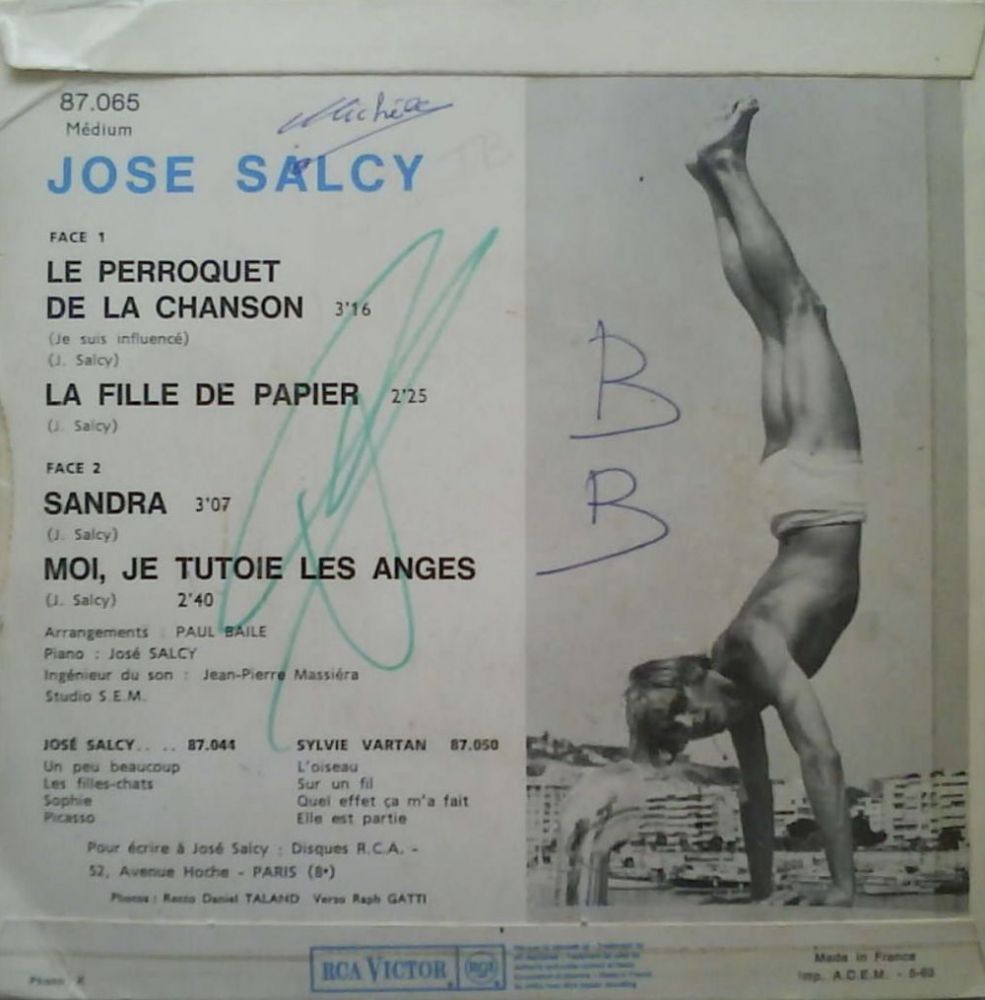 87.065
Médium
Michèle
JOSE SALCY
FACE 1
LE PERROQUET
DE LA CHANSON 3'16
(Je suis influencé)
(J. Salcy)
LA FILLE DE PAPIER 2'25
(J. Salcy)
FACE 2
SANDRA 3'07
(J. Salcy)
MOI, JE TUTOIE LES ANGES
(J. Salcy) 2'40
Arrangements : PAUL BAILE
Piano : José SALCY
Ingénieur du son : Jean-Pierre Massiéra
Studio S.E.M.
JOSÉ SALCY.. .. 87.044
Un peu beaucoup
Les filles-chats
Sophie
Picasso
SYLVIE VARTAN 87.050
L'oiseau
Sur un fil
Quel effet ça m'a fait
Elle est partie
Pour écrire à José Salcy : Disques R.C.A. -
52, Avenue Hoche - PARIS (8e)
Photos : Recto Daniel TALAND Verso Raph GATTI
B
B
RCA VICTOR
RCA
Made in France
Imp. A.C.E.M. - 5-69